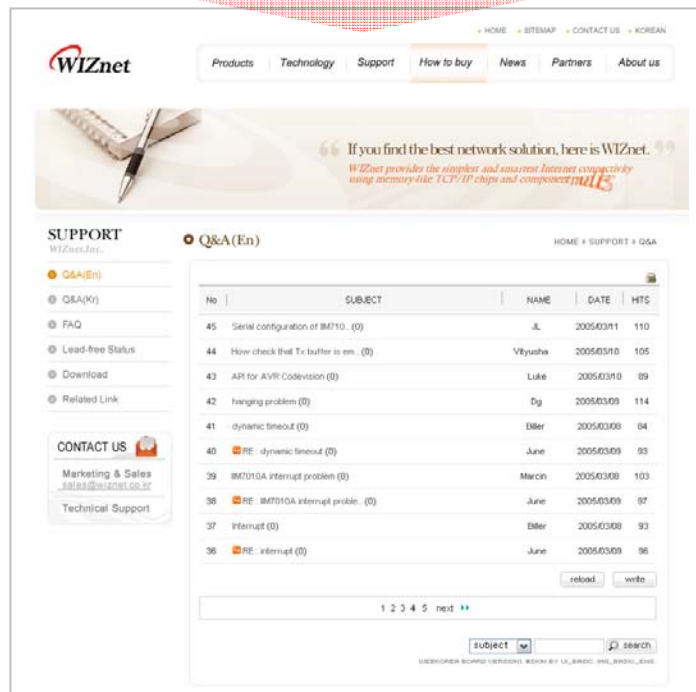 HOME SITEMAP CONTACT US KOREAN
WIZnet
Products Technology Support How to buy News Partners About us
“ If you find the best network solution, here is WIZnet. ”
WIZnet provides the simplest and smartest Internet connectivity
using memory-like TCP/IP chips and component
SUPPORT
WIZnet.Inc.
Q&A(En)
Q&A(Kr)
FAQ
Lead-free Status
Download
Related Link
CONTACT US
Marketing & Sales
sales@wiznet.co.kr
Technical Support
Q&A(En)
HOME > SUPPORT > Q&A
No SUBJECT NAME DATE HITS
45 Serial configuration of IIM710.. (0) JL 2005/03/11 110
44 How check that Tx buffer is em.. (0) Vityusha 2005/03/10 105
43 API for AVR Codevision (0) Luke 2005/03/10 89
42 hanging problem (0) Dg 2005/03/09 114
41 dynamic timeout (0) Biller 2005/03/08 84
40 RE : dynamic timeout (0) June 2005/03/09 93
39 IIM7010A interrupt problem (0) Marcin 2005/03/08 103
38 RE : IIM7010A interrupt proble.. (0) June 2005/03/09 97
37 Interrupt (0) Biller 2005/03/08 93
36 RE : interrupt (0) June 2005/03/09 98
reload write
1 2 3 4 5 next
subject search